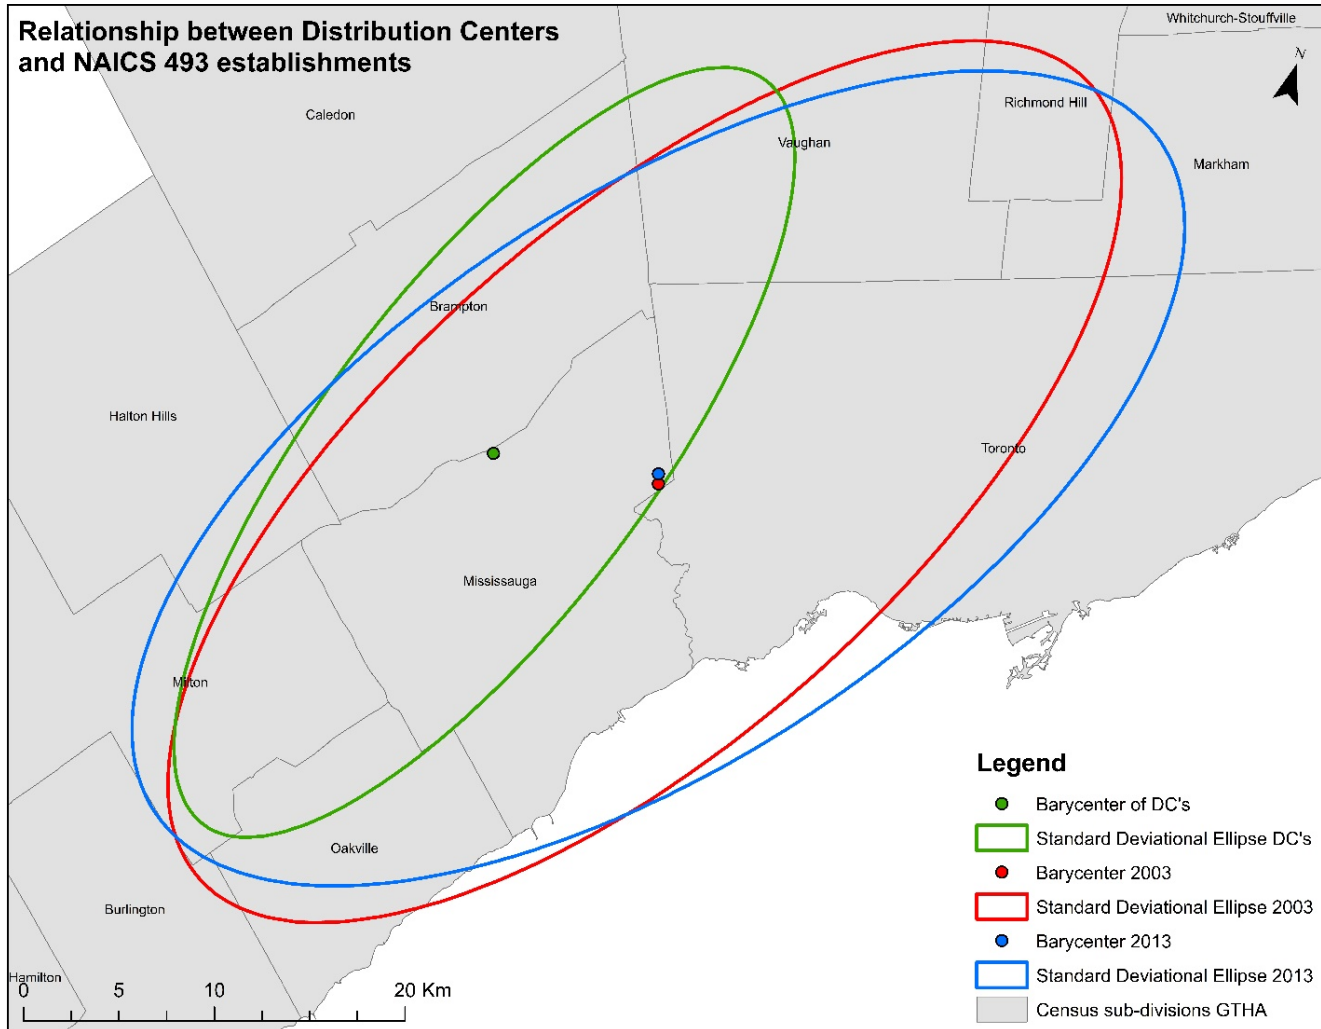 Relationship between Distribution Centers
and NAICS 493 establishments
Whitchurch-Stouffville
N
Caledon
Richmond Hill
Vaughan
Markham
Brampton
Halton Hills
Toronto
Mississauga
Milton
Oakville
Burlington
Hamilton
0 5 10 20 Km
Legend
Barycenter of DC's
Standard Deviational Ellipse DC's
Barycenter 2003
Standard Deviational Ellipse 2003
Barycenter 2013
Standard Deviational Ellipse 2013
Census sub-divisions GTHA